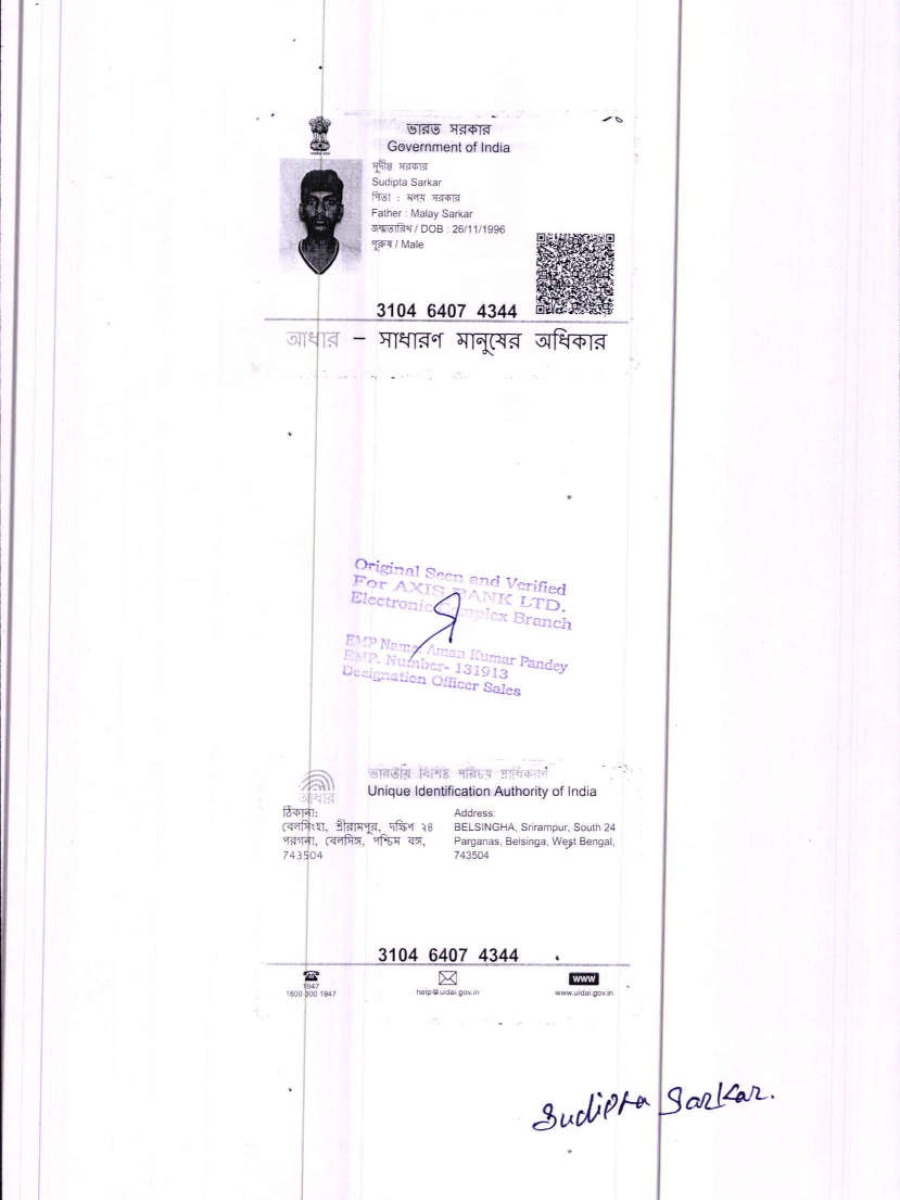 ভারত সরকার
Government of India
সুদীপ্ত সরকার
Sudipta Sarkar
পিতা : মলয় সরকার
Father : Malay Sarkar
জন্মতারিখ / DOB : 26/11/1996
পুরুষ / Male
3104 6407 4344
আধার – সাধারণ মানুষের অধিকার
Original Seen and Verified
For AXIS BANK LTD.
Electronic Complex Branch
EMP Name, Aman Kumar Pandey
EMP. Number- 131913
Designation Officer Sales
ভারতীয় বিশিষ্ট পরিচয় প্রাধিকরণ
Unique Identification Authority of India
আধার
ঠিকানা:
বেলসিংহা, শ্রীরামপুর, দক্ষিণ ২৪
পরগনা, বেলসিঙ্গ, পশ্চিম বঙ্গ,
743504
Address:
BELSINGHA, Srirampur, South 24
Parganas, Belsinga, West Bengal,
743504
3104 6407 4344
1947
1800 300 1947
help@uidai.gov.in
www
www.uidai.gov.in
Sudipta Sarkar.